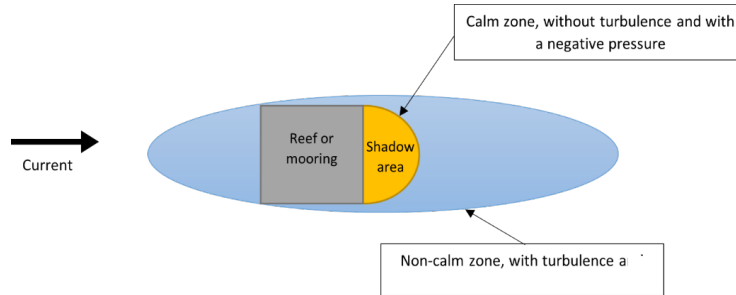 Calm zone, without turbulence and with
a negative pressure
Reef or
mooring
Shadow
area
Current
Non-calm zone, with turbulence